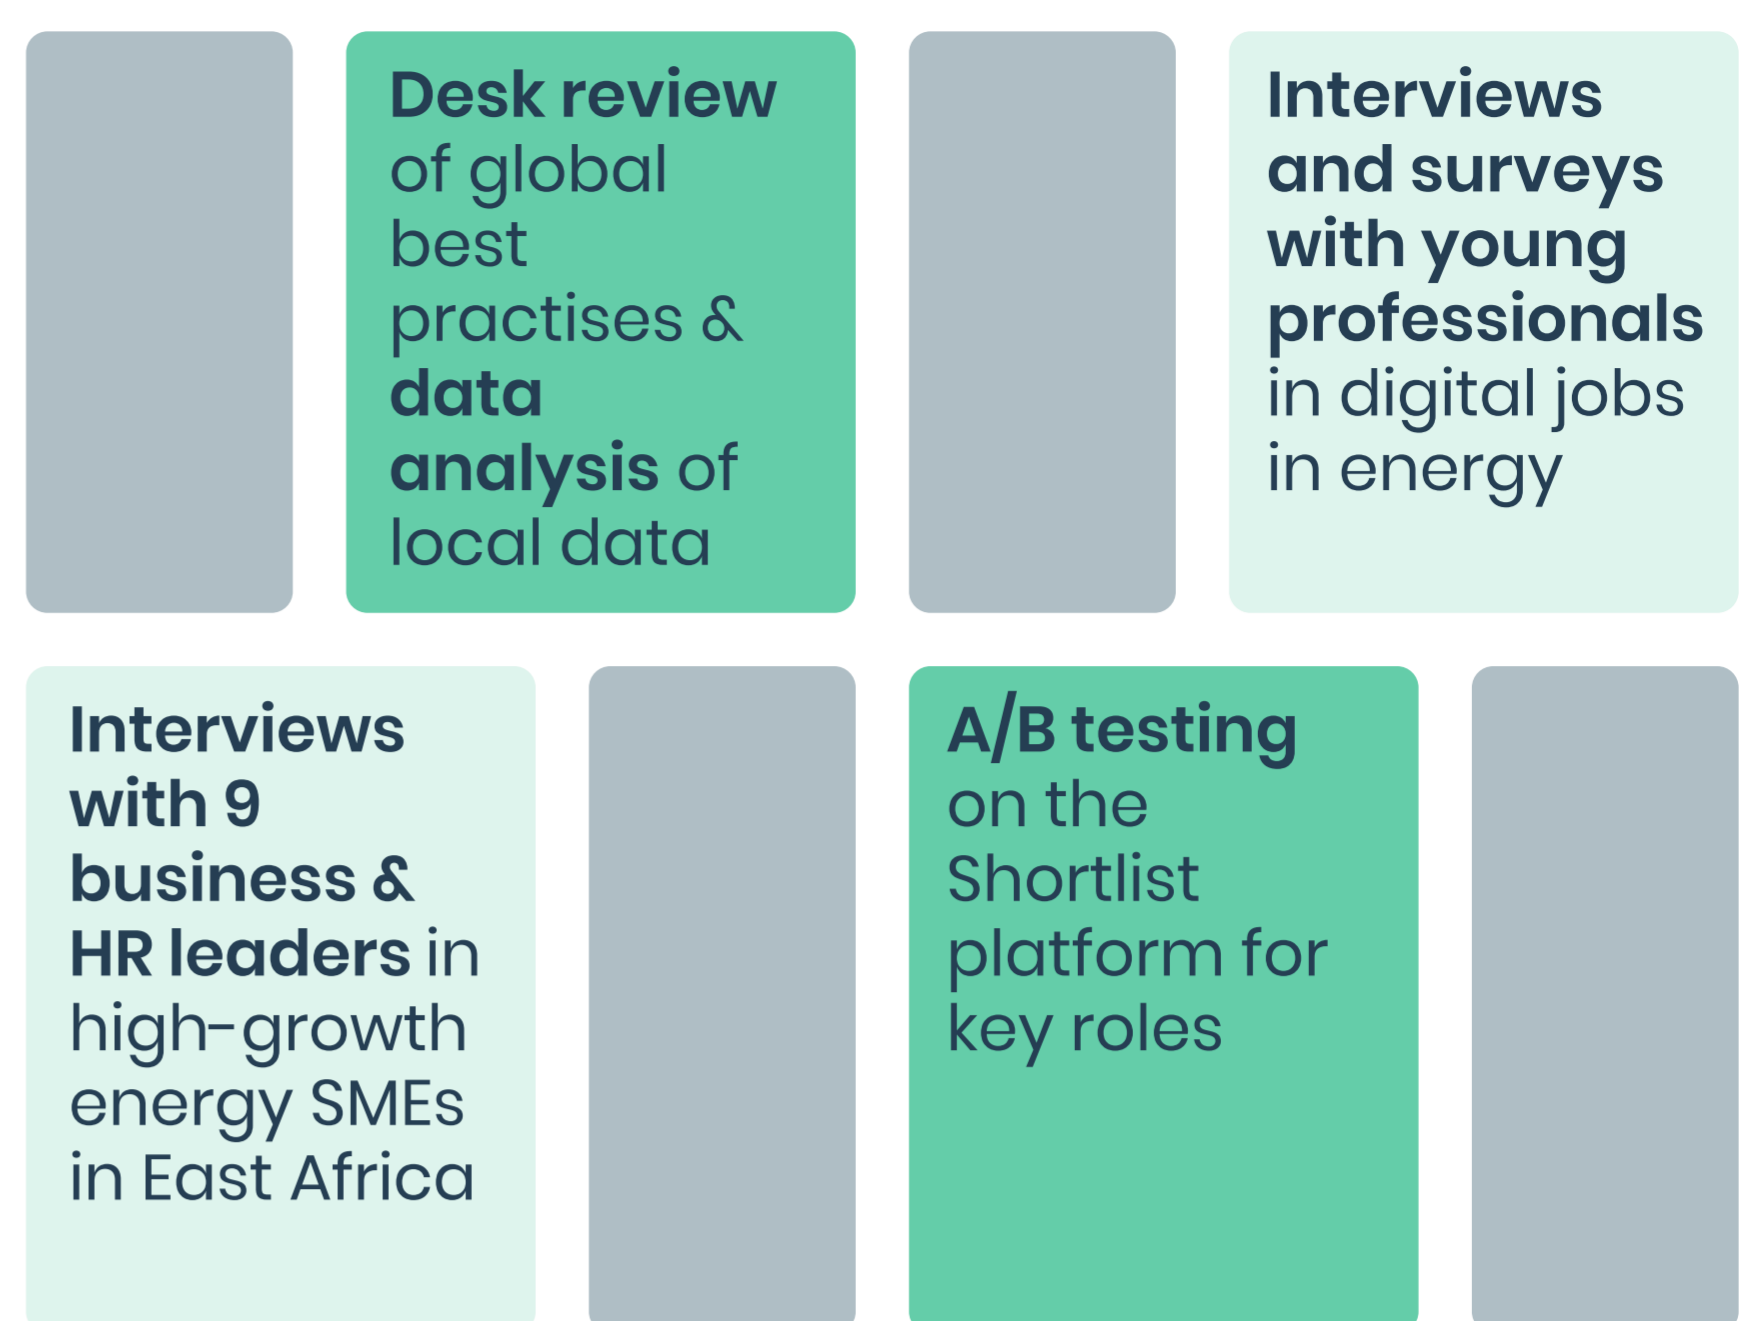 Desk review
of global
best
practises &
data
analysis of
local data
Interviews
and surveys
with young
professionals
in digital jobs
in energy
Interviews
with 9
business &
HR leaders in
high-growth
energy SMEs
in East Africa
A/B testing
on the
Shortlist
platform for
key roles